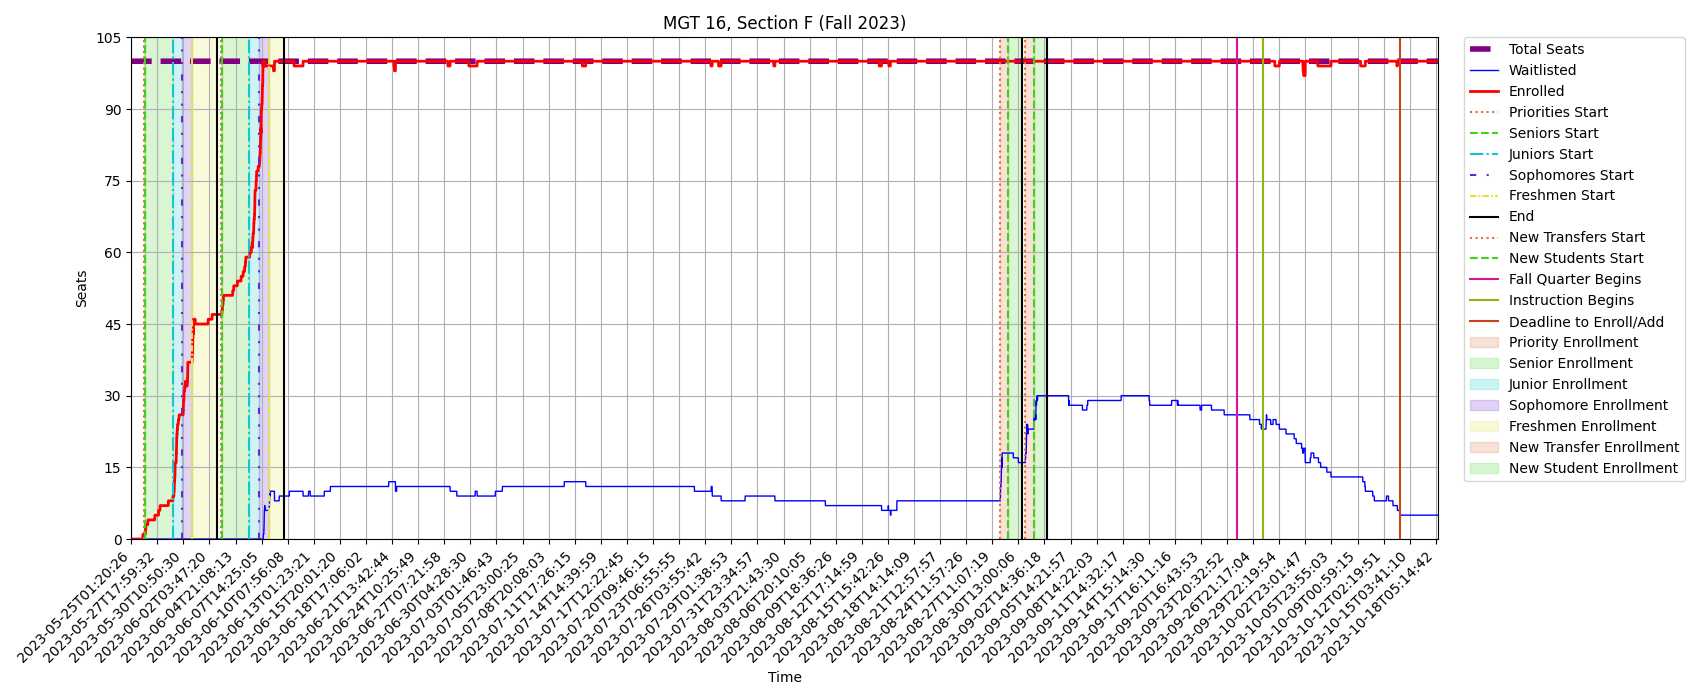 MGT 16, Section F (Fall 2023)
105
90
75
60
45
30
15
0
Seats
2023-05-25T01:20:26
2023-05-27T17:59:32
2023-05-30T10:50:30
2023-06-02T03:47:20
2023-06-04T21:08:13
2023-06-07T14:25:05
2023-06-10T07:56:08
2023-06-13T01:23:21
2023-06-15T20:01:20
2023-06-18T17:06:02
2023-06-21T13:42:44
2023-06-24T10:25:49
2023-06-27T07:21:58
2023-06-30T04:28:30
2023-07-03T01:46:43
2023-07-05T23:00:25
2023-07-08T20:08:03
2023-07-11T17:26:15
2023-07-14T14:39:59
2023-07-17T12:22:45
2023-07-20T09:46:15
2023-07-23T06:55:55
2023-07-26T03:55:42
2023-07-29T01:38:53
2023-07-31T23:34:57
2023-08-03T21:43:30
2023-08-06T20:10:05
2023-08-09T18:36:26
2023-08-12T17:14:59
2023-08-15T15:42:26
2023-08-18T14:14:09
2023-08-21T12:57:57
2023-08-24T11:57:26
2023-08-27T11:07:19
2023-08-30T13:00:06
2023-09-02T14:36:18
2023-09-05T14:21:57
2023-09-08T14:22:03
2023-09-11T14:32:17
2023-09-14T15:14:30
2023-09-17T16:11:16
2023-09-20T16:43:53
2023-09-23T20:32:52
2023-09-26T21:17:04
2023-09-29T22:19:54
2023-10-02T23:01:47
2023-10-05T23:55:03
2023-10-09T00:59:15
2023-10-12T02:19:51
2023-10-15T03:41:10
2023-10-18T05:14:42
Time
Total Seats
Waitlisted
Enrolled
Priorities Start
Seniors Start
Juniors Start
Sophomores Start
Freshmen Start
End
New Transfers Start
New Students Start
Fall Quarter Begins
Instruction Begins
Deadline to Enroll/Add
Priority Enrollment
Senior Enrollment
Junior Enrollment
Sophomore Enrollment
Freshmen Enrollment
New Transfer Enrollment
New Student Enrollment